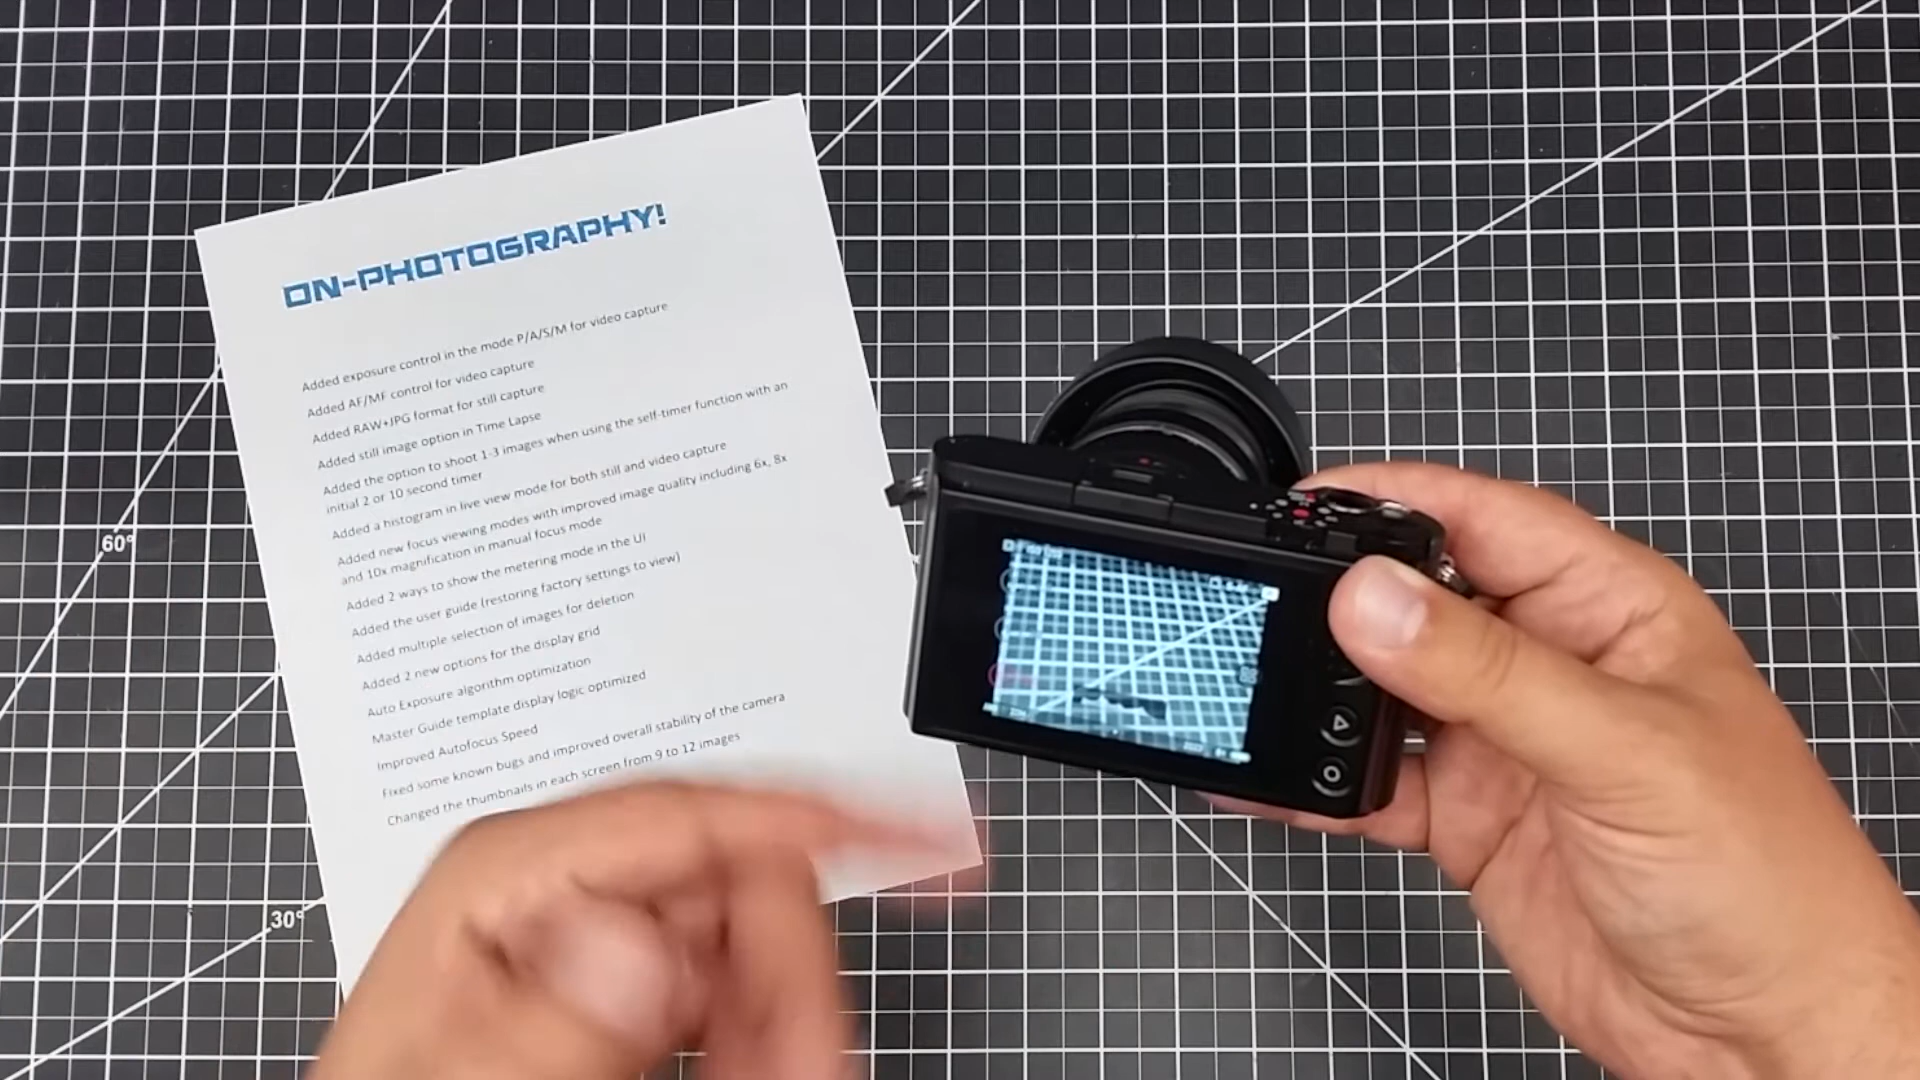 ON-PHOTOGRAPHY!
Added exposure control in the mode P/A/S/M for video capture
Added AF/MF control for video capture
Added RAW+JPG format for still capture
Added still image option in Time Lapse
Added the option to shoot 1-3 images when using the self-timer function with an
initial 2 or 10 second timer
Added a histogram in live view mode for both still and video capture
Added new focus viewing modes with improved image quality including 6x, 8x
and 10x magnification in manual focus mode
Added 2 ways to show the metering mode in the UI
Added the user guide (restoring factory settings to view)
Added multiple selection of images for deletion
Added 2 new options for the display grid
Auto Exposure algorithm optimization
Master Guide template display logic optimized
Improved Autofocus Speed
Fixed some known bugs and improved overall stability of the camera
Changed the thumbnails in each screen from 9 to 12 images
60°
30°